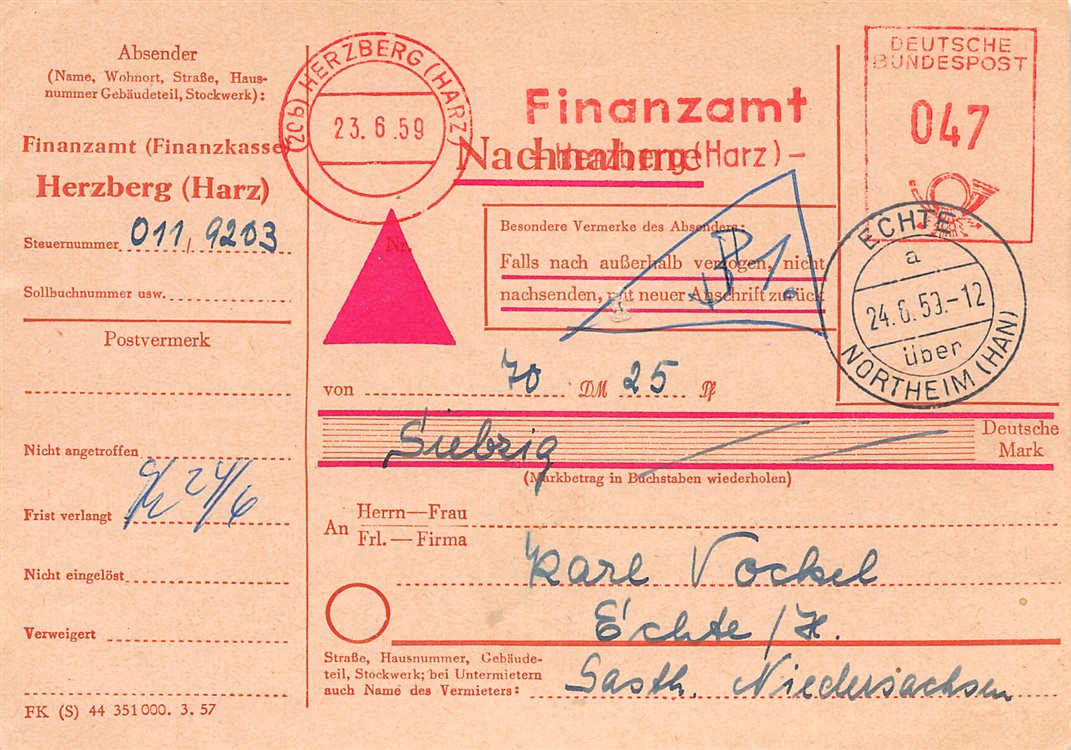 Absender
(Name, Wohnort, Straße, Haus-
nummer Gebäudeteil, Stockwerk):
Finanzamt (Finanzkasse)
Herzberg (Harz)
Steuernummer 011/9203
Sollbuchnummer usw.
Postvermerk
Nicht angetroffen
24/6
Frist verlangt
Nicht eingelöst
Verweigert
FK (S) 44 351000. 3. 57
(20b) HERZBERG (HARZ)
23. 6. 59
Finanzamt
- Herzberg (Harz) -
DEUTSCHE
BUNDESPOST
047
Nachnahme
Nr.
Besondere Vermerke des Absenders:
Falls nach außerhalb verzogen, nicht
nachsenden, mit neuer Anschrift zurück
ECHTE
a
24.6.59.-12
über
NORTHEIM (HAN)
von 70 DM 25 Pf
Siebzig
Deutsche
Mark
(Markbetrag in Buchstaben wiederholen)
An
Herrn—Frau
Frl.—Firma
Karl Vockel
Echte/H.
Straße, Hausnummer, Gebäude-
teil, Stockwerk; bei Untermietern
auch Name des Vermieters:
Gasth. Niedersachsen